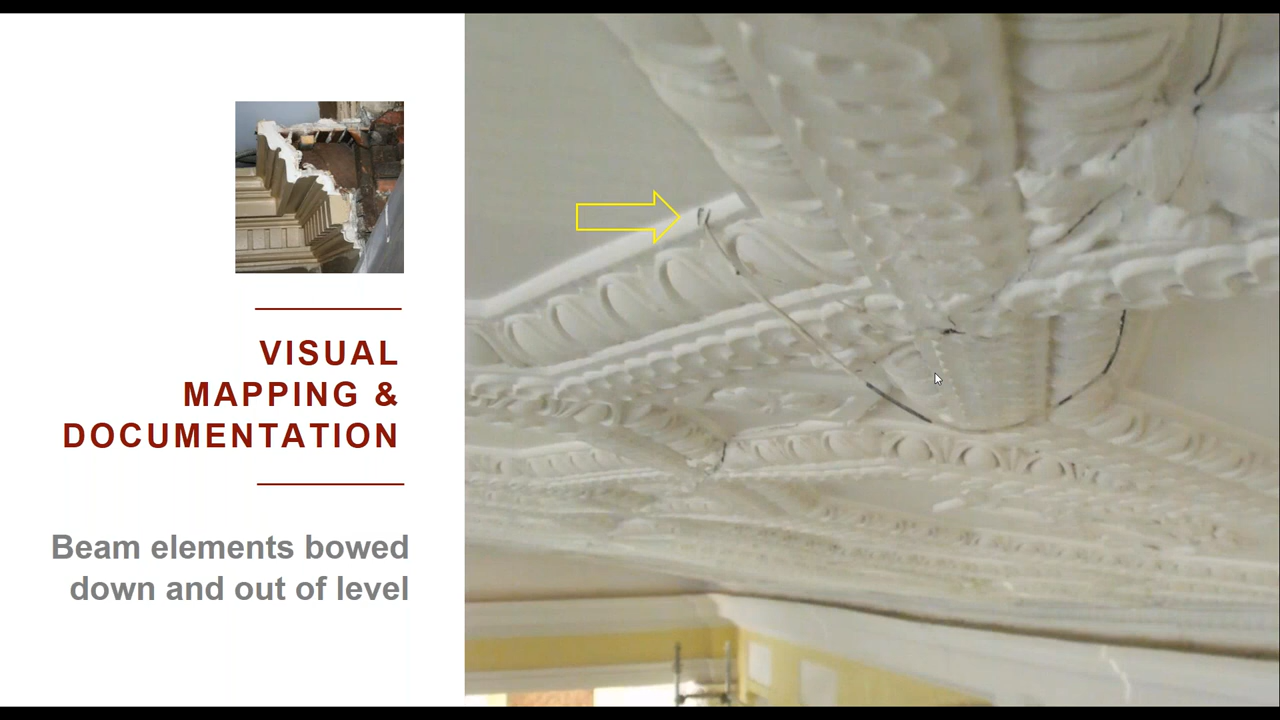 VISUAL
MAPPING &
DOCUMENTATION
Beam elements bowed
down and out of level